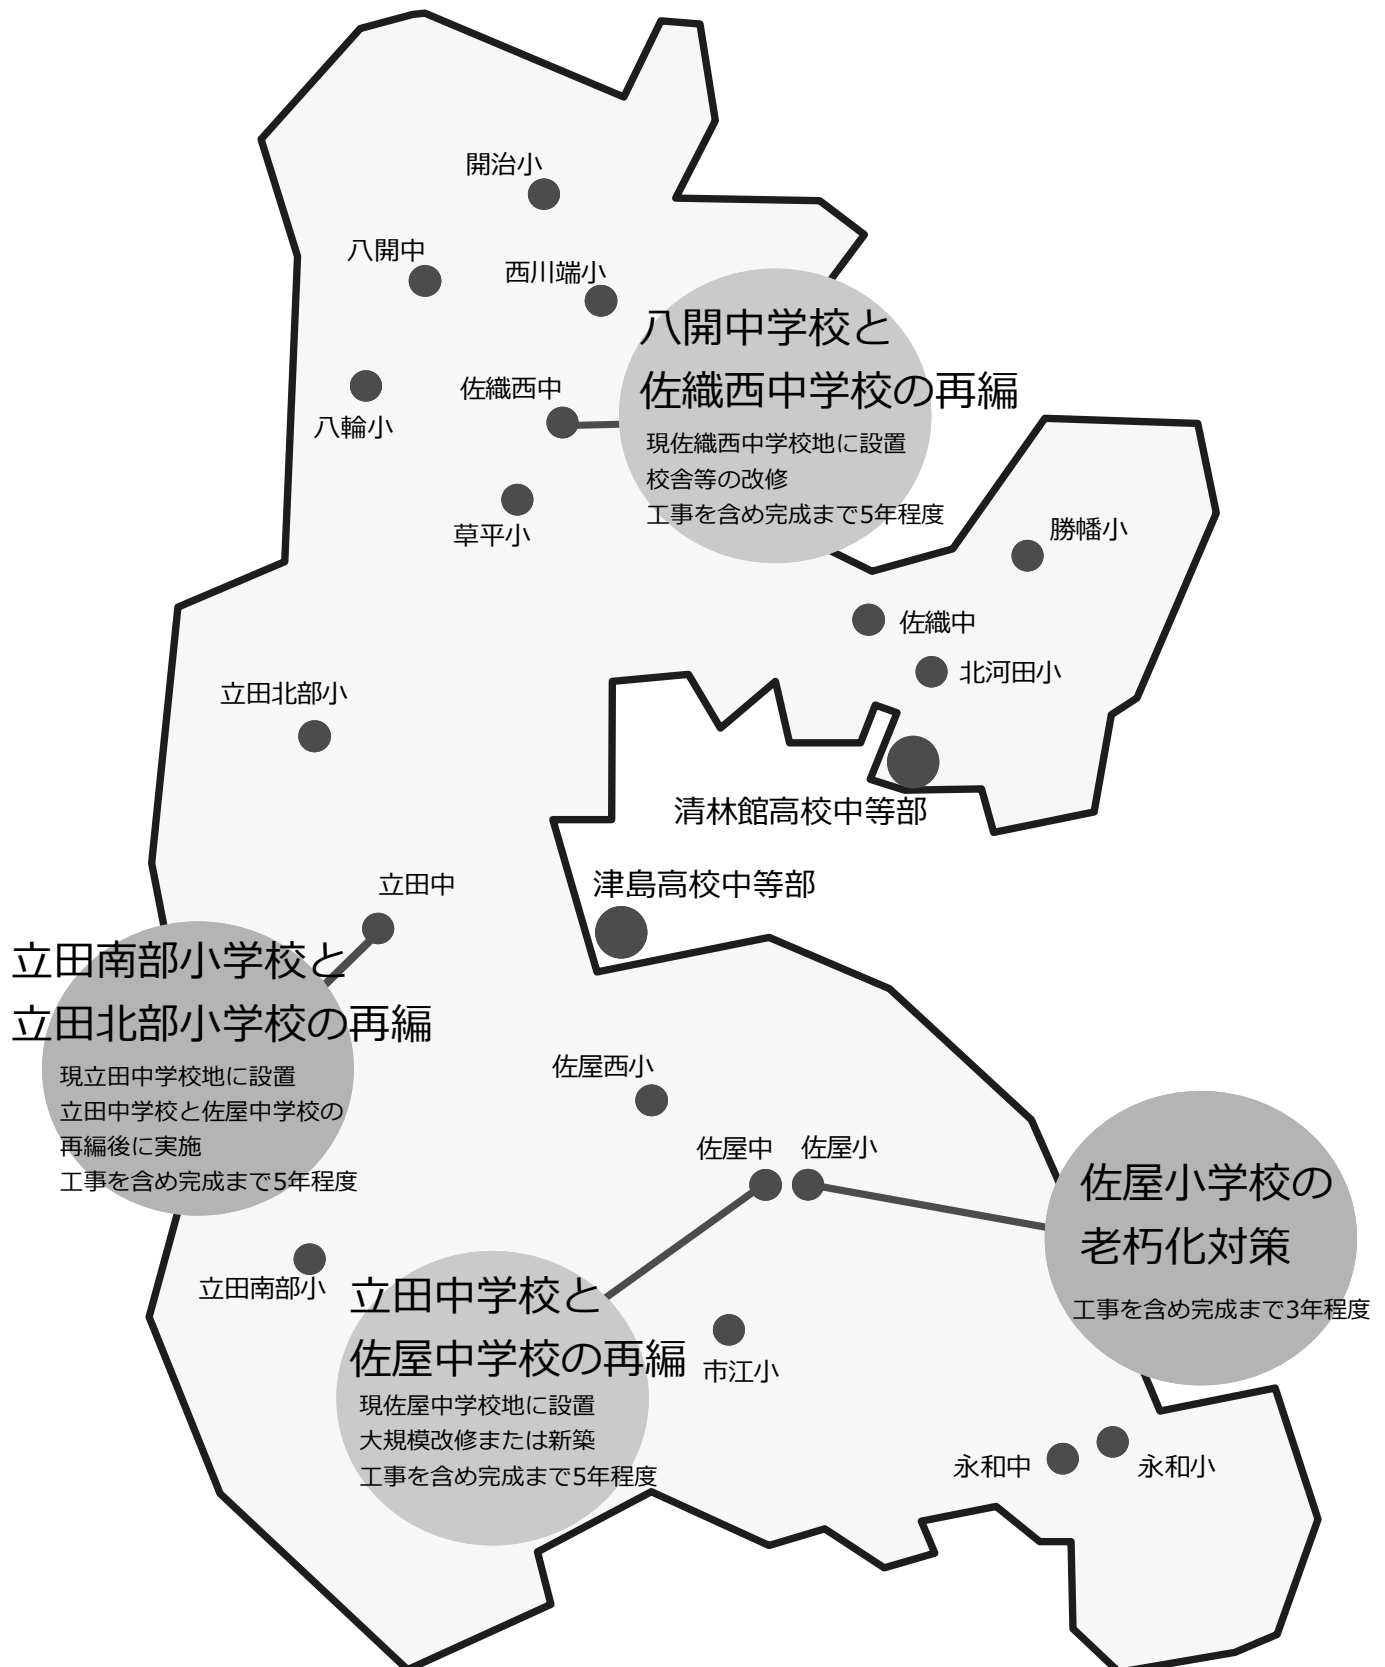 開治小
八開中
西川端小
八開中学校と
佐織西中学校の再編
現佐織西中学校地に設置
校舎等の改修
工事を含め完成まで5年程度
佐織西中
八輪小
草平小
勝幡小
佐織中
北河田小
立田北部小
清林館高校中等部
津島高校中等部
立田中
立田南部小学校と
立田北部小学校の再編
現立田中学校地に設置
立田中学校と佐屋中学校の
再編後に実施
工事を含め完成まで5年程度
佐屋西小
佐屋中
佐屋小
佐屋小学校の
老朽化対策
工事を含め完成まで3年程度
立田南部小
立田中学校と
佐屋中学校の再編
現佐屋中学校地に設置
大規模改修または新築
工事を含め完成まで5年程度
市江小
永和中
永和小